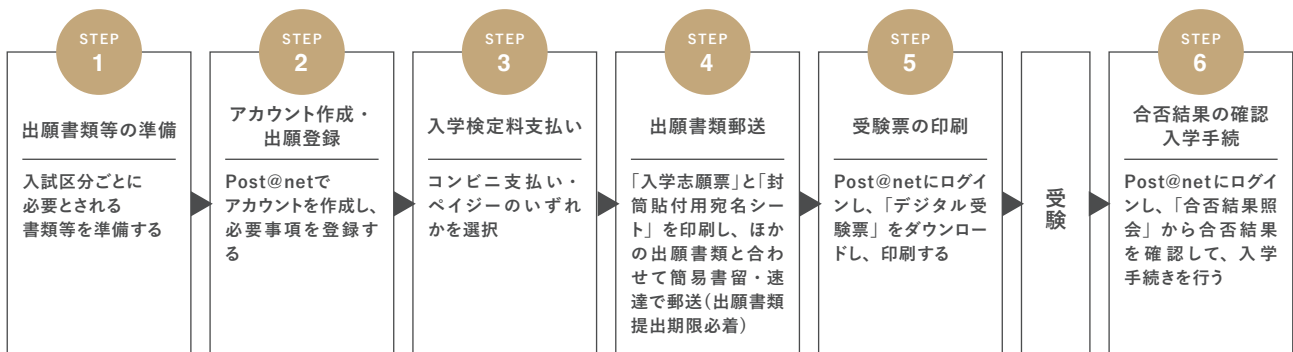 STEP
1
出願書類等の準備
入試区分ごとに
必要とされる
書類等を準備する
STEP
2
アカウント作成・
出願登録
Post@netで
アカウントを作成し、
必要事項を登録す
る
STEP
3
入学検定料支払い
コンビニ支払い・
ペイジーのいずれ
かを選択
STEP
4
出願書類郵送
「入学志願票」と「封
筒貼付用宛名シー
ト」を印刷し、ほか
の出願書類と合わ
せて簡易書留・速
達で郵送(出願書類
提出期限必着)
STEP
5
受験票の印刷
Post@netにログイ
ンし、「デジタル受
験票」をダウンロー
ドし、印刷する
受験
STEP
6
合否結果の確認
入学手続
Post@netにログイ
ンし、「合否結果照
会」から合否結果
を確認して、入学
手続きを行う